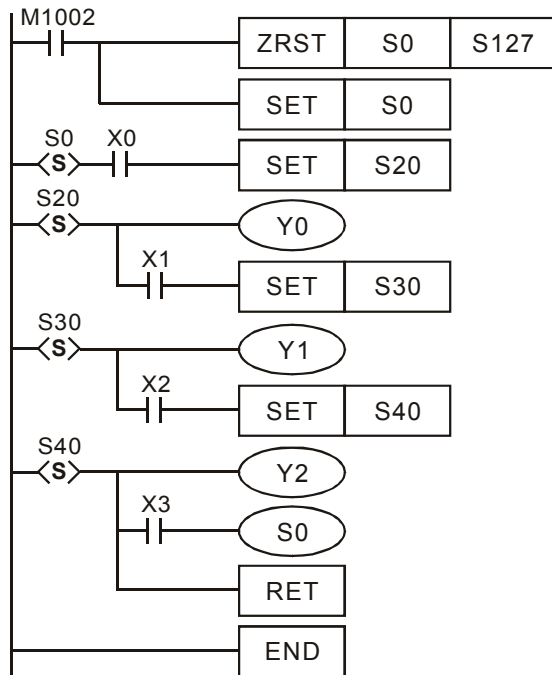 M1002
ZRST S0 S127
SET S0
S0 X0
S SET S20
S20
S Y0
X1
SET S30
S30
S Y1
X2
SET S40
S40
S Y2
X3
S0
RET
END